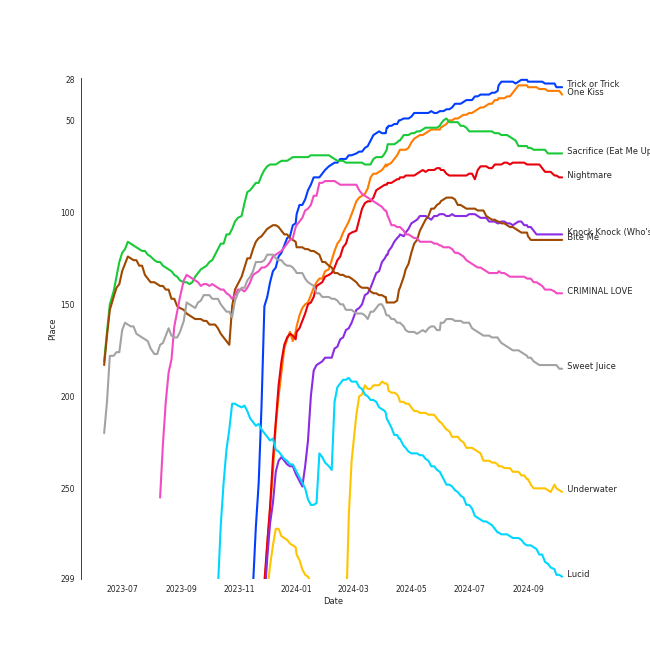 28
50
100
150
200
250
299
Place
2023-07
2023-09
2023-11
2024-01
2024-03
2024-05
2024-07
2024-09
Date
Trick or Trick
One Kiss
Sacrifice (Eat Me Up
Nightmare
Knock Knock (Who's
Bite Me
CRIMINAL LOVE
Sweet Juice
Underwater
Lucid